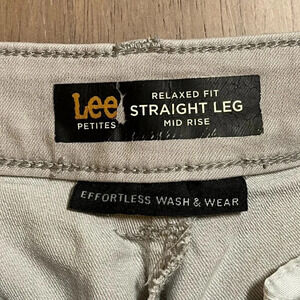 Lee
PETITES
RELAXED FIT
STRAIGHT LEG
MID RISE
EFFORTLESS WASH & WEAR